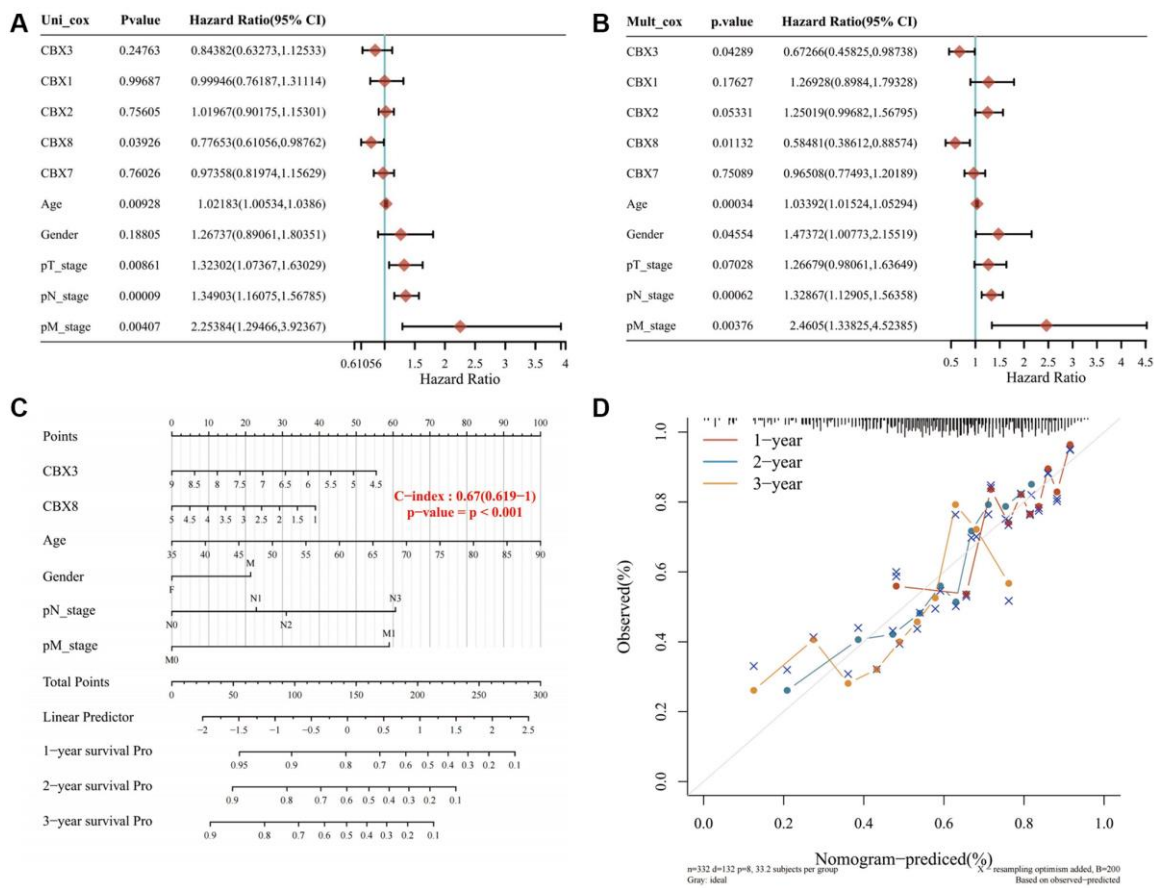 A
Uni_cox Pvalue Hazard Ratio(95% CI)
CBX3 0.24763 0.84382(0.63273,1.12533)
CBX1 0.99687 0.99946(0.76187,1.31114)
CBX2 0.75605 1.01967(0.90175,1.15301)
CBX8 0.03926 0.77653(0.61056,0.98762)
CBX7 0.76026 0.97358(0.81974,1.15629)
Age 0.00928 1.02183(1.00534,1.0386)
Gender 0.18805 1.26737(0.89061,1.80351)
pT_stage 0.00861 1.32302(1.07367,1.63029)
pN_stage 0.00009 1.34903(1.16075,1.56785)
pM_stage 0.00407 2.25384(1.29466,3.92367)
0.61056 1 1.5 2 2.5 3 3.5 4
Hazard Ratio
B
Mult_cox p.value Hazard Ratio(95% CI)
CBX3 0.04289 0.67266(0.45825,0.98738)
CBX1 0.17627 1.26928(0.8984,1.79328)
CBX2 0.05331 1.25019(0.99682,1.56795)
CBX8 0.01132 0.58481(0.38612,0.88574)
CBX7 0.75089 0.96508(0.77493,1.20189)
Age 0.00034 1.03392(1.01524,1.05294)
Gender 0.04554 1.47372(1.00773,2.15519)
pT_stage 0.07028 1.26679(0.98061,1.63649)
pN_stage 0.00062 1.32867(1.12905,1.56358)
pM_stage 0.00376 2.4605(1.33825,4.52385)
0.5 1 1.5 2 2.5 3 3.5 4 4.5
Hazard Ratio
C
0 10 20 30 40 50 60 70 80 90 100
Points
CBX3
9 8.5 8 7.5 7 6.5 6 5.5 5 4.5
C−index : 0.67(0.619−1)
p−value = p < 0.001
CBX8
5 4.5 4 3.5 3 2.5 2 1.5 1
Age
35 40 45 50 55 60 65 70 75 80 85 90
M
Gender
F
N1 N3
pN_stage
N0 N2
M1
pM_stage
M0
Total Points
0 50 100 150 200 250 300
Linear Predictor
−2 −1 −0.5 0 0.5 1 1.5 2 2.5
1−year survival Pro
0.95 0.9 0.8 0.7 0.6 0.5 0.4 0.3 0.2 0.1
2−year survival Pro
0.9 0.8 0.7 0.6 0.5 0.4 0.3 0.2 0.1
3−year survival Pro
0.9 0.8 0.7 0.6 0.5 0.4 0.3 0.2 0.1
D
1−year
2−year
3−year
Observed(%)
1.0
0.8
0.6
0.4
0.2
0.0
0.0 0.2 0.4 0.6 0.8 1.0
Nomogram−prediced(%)
n=332 d=132 p=8, 33.2 subjects per group
Gray: ideal
X − resampling optimism added, B=200
Based on observed−predicted